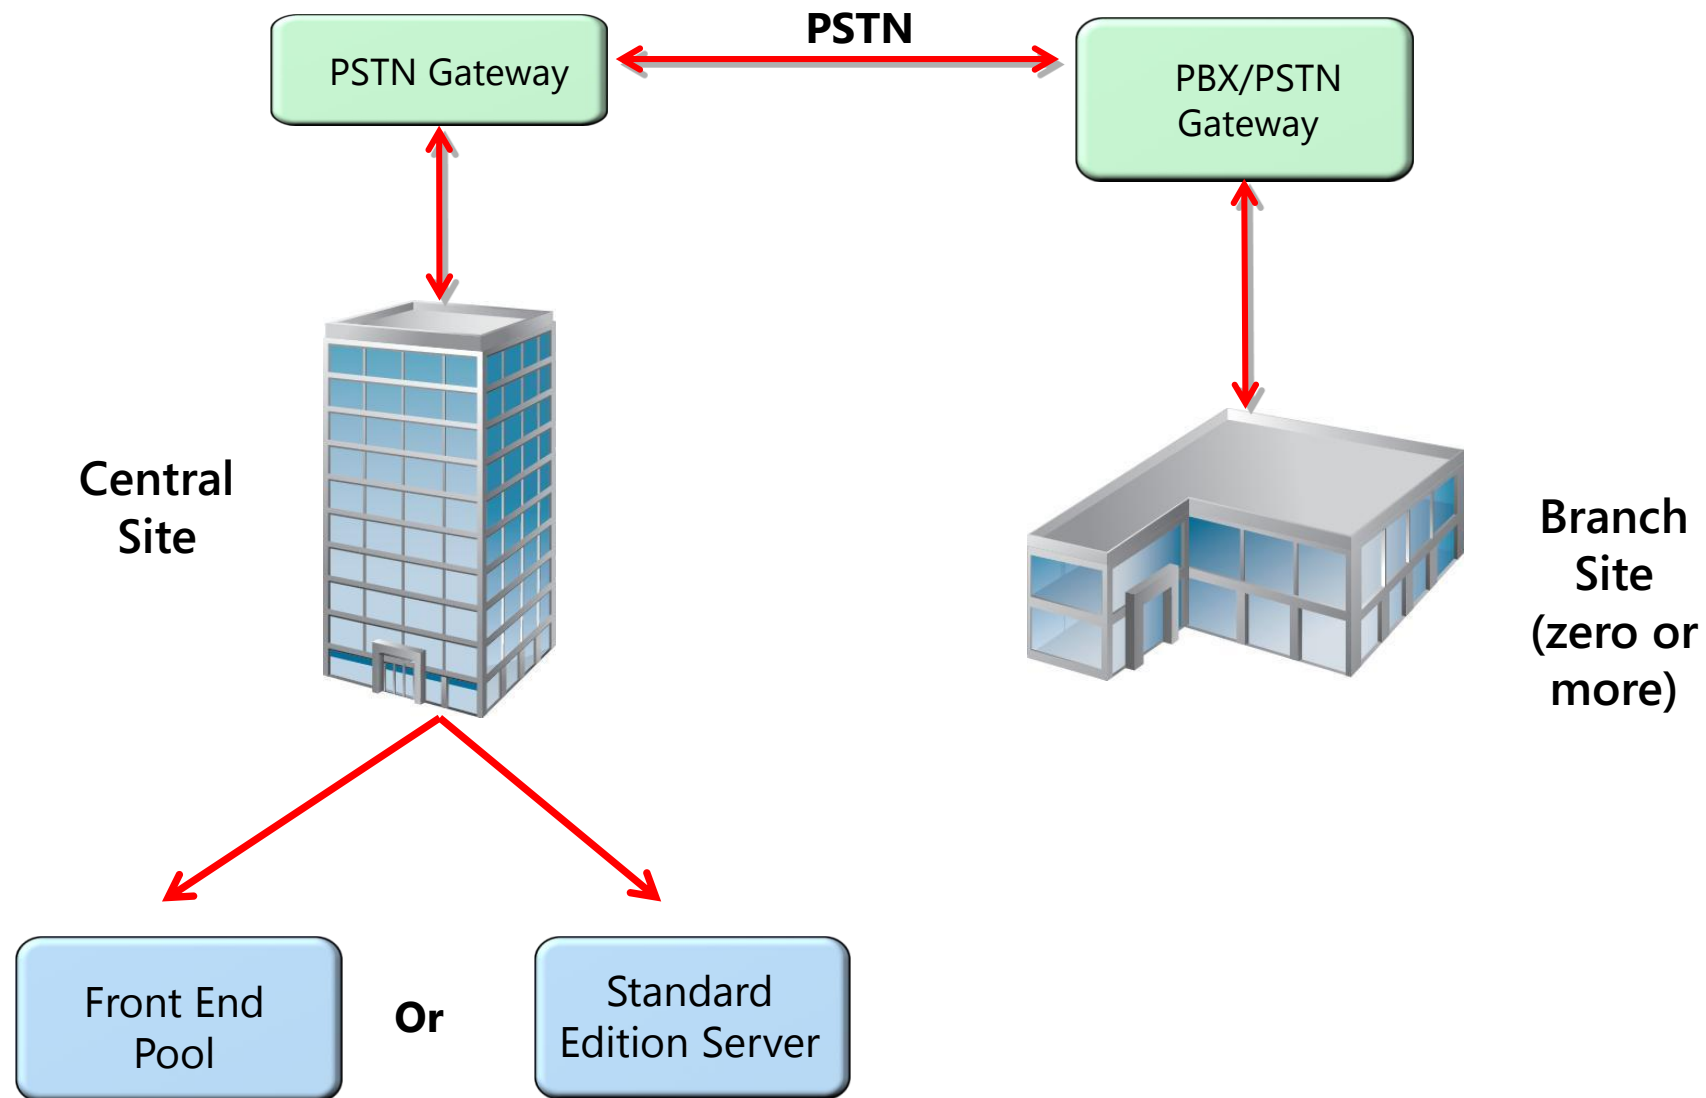 PSTN
PSTN Gateway
PBX/PSTN
Gateway
Central
Site
Branch
Site
(zero or
more)
Front End
Pool
Or
Standard
Edition Server